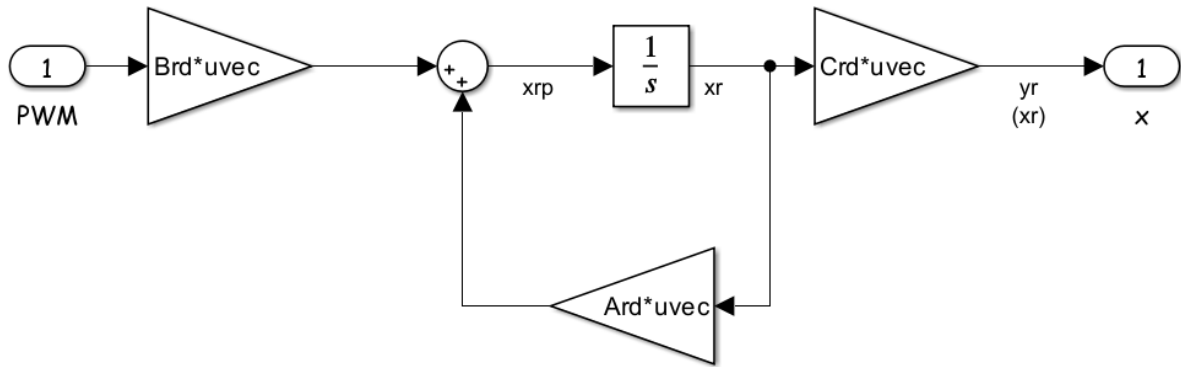 1
PWM
Brd*uvec
+
+
xrp
1
s
xr
Crd*uvec
yr
(xr)
1
x
Ard*uvec